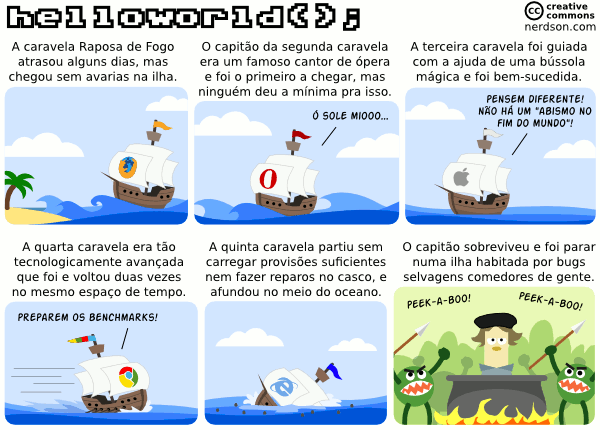 helloworld();
cc creative
commons
nerdson.com
A caravela Raposa de Fogo
atrasou alguns dias, mas
chegou sem avarias na ilha.
O capitão da segunda caravela
era um famoso cantor de ópera
e foi o primeiro a chegar, mas
ninguém deu a mínima pra isso.
Ó SOLE MIOOO...
O
A terceira caravela foi guiada
com a ajuda de uma bússola
mágica e foi bem-sucedida.
PENSEM DIFERENTE!
NÃO HÁ UM "ABISMO NO
FIM DO MUNDO"!
A quarta caravela era tão
tecnologicamente avançada
que foi e voltou duas vezes
no mesmo espaço de tempo.
PREPAREM OS BENCHMARKS!
A quinta caravela partiu sem
carregar provisões suficientes
nem fazer reparos no casco, e
afundou no meio do oceano.
O capitão sobreviveu e foi parar
numa ilha habitada por bugs
selvagens comedores de gente.
PEEK-A-BOO!
PEEK-A-BOO!